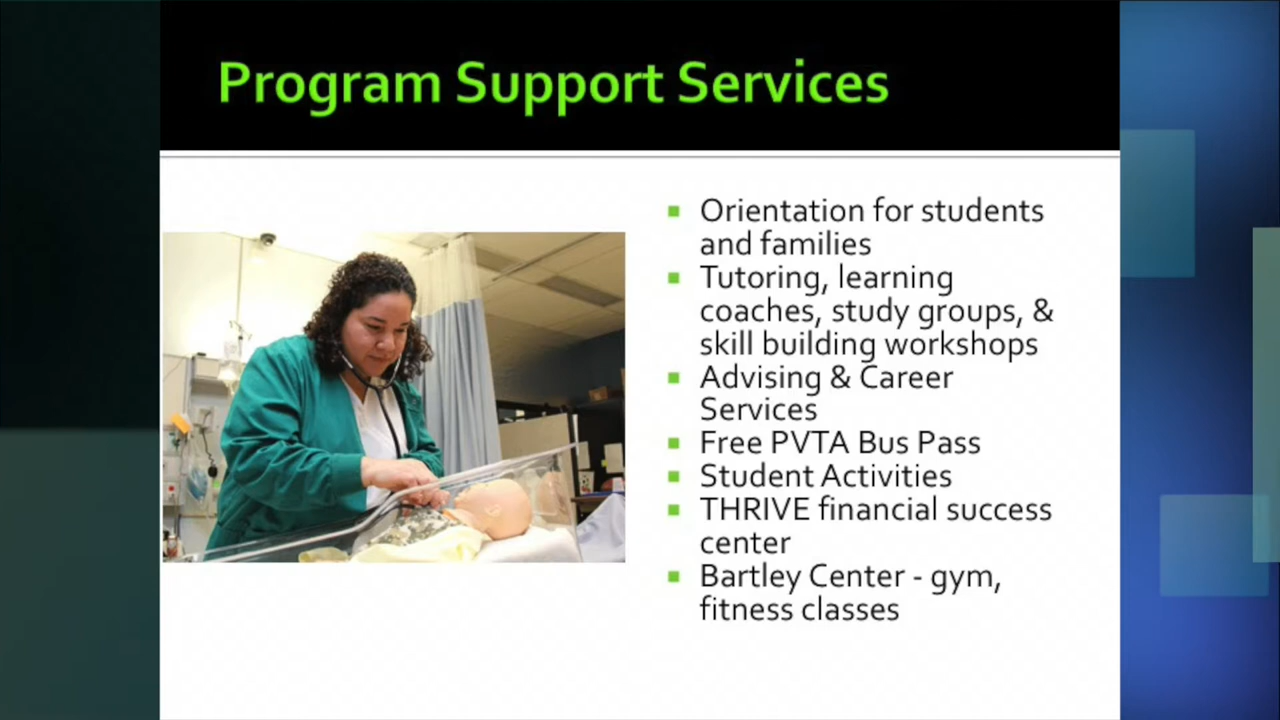 Program Support Services
Orientation for students
and families
Tutoring, learning
coaches, study groups, &
skill building workshops
Advising & Career
Services
Free PVTA Bus Pass
Student Activities
THRIVE financial success
center
Bartley Center - gym,
fitness classes